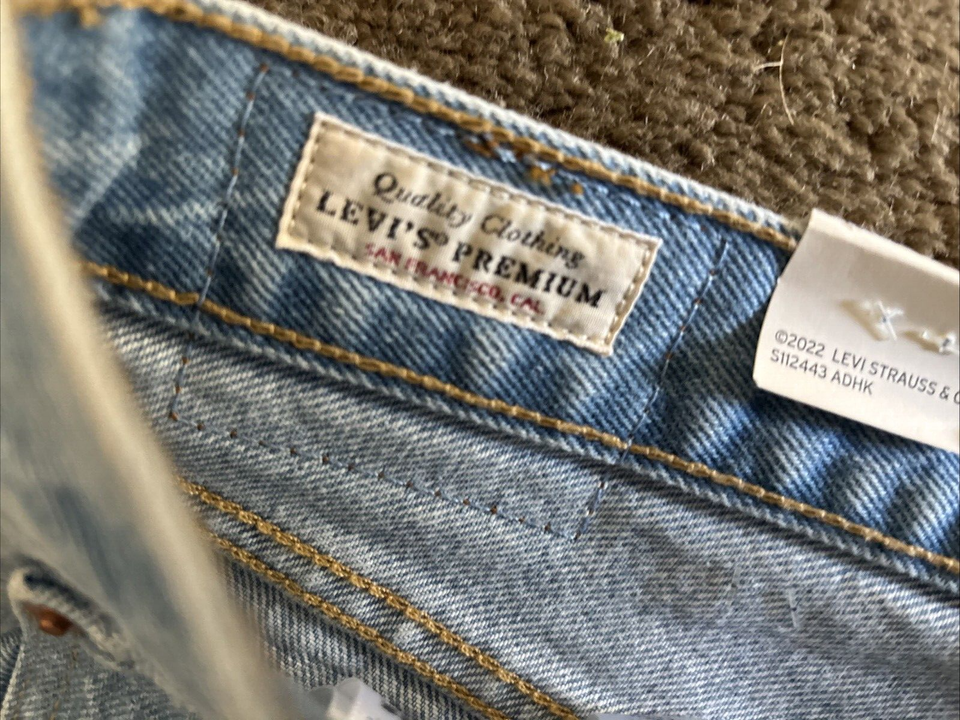 Quality Clothing
LEVI'S® PREMIUM
SAN FRANCISCO, CAL
©2022 LEVI STRAUSS &
S112443 ADHK